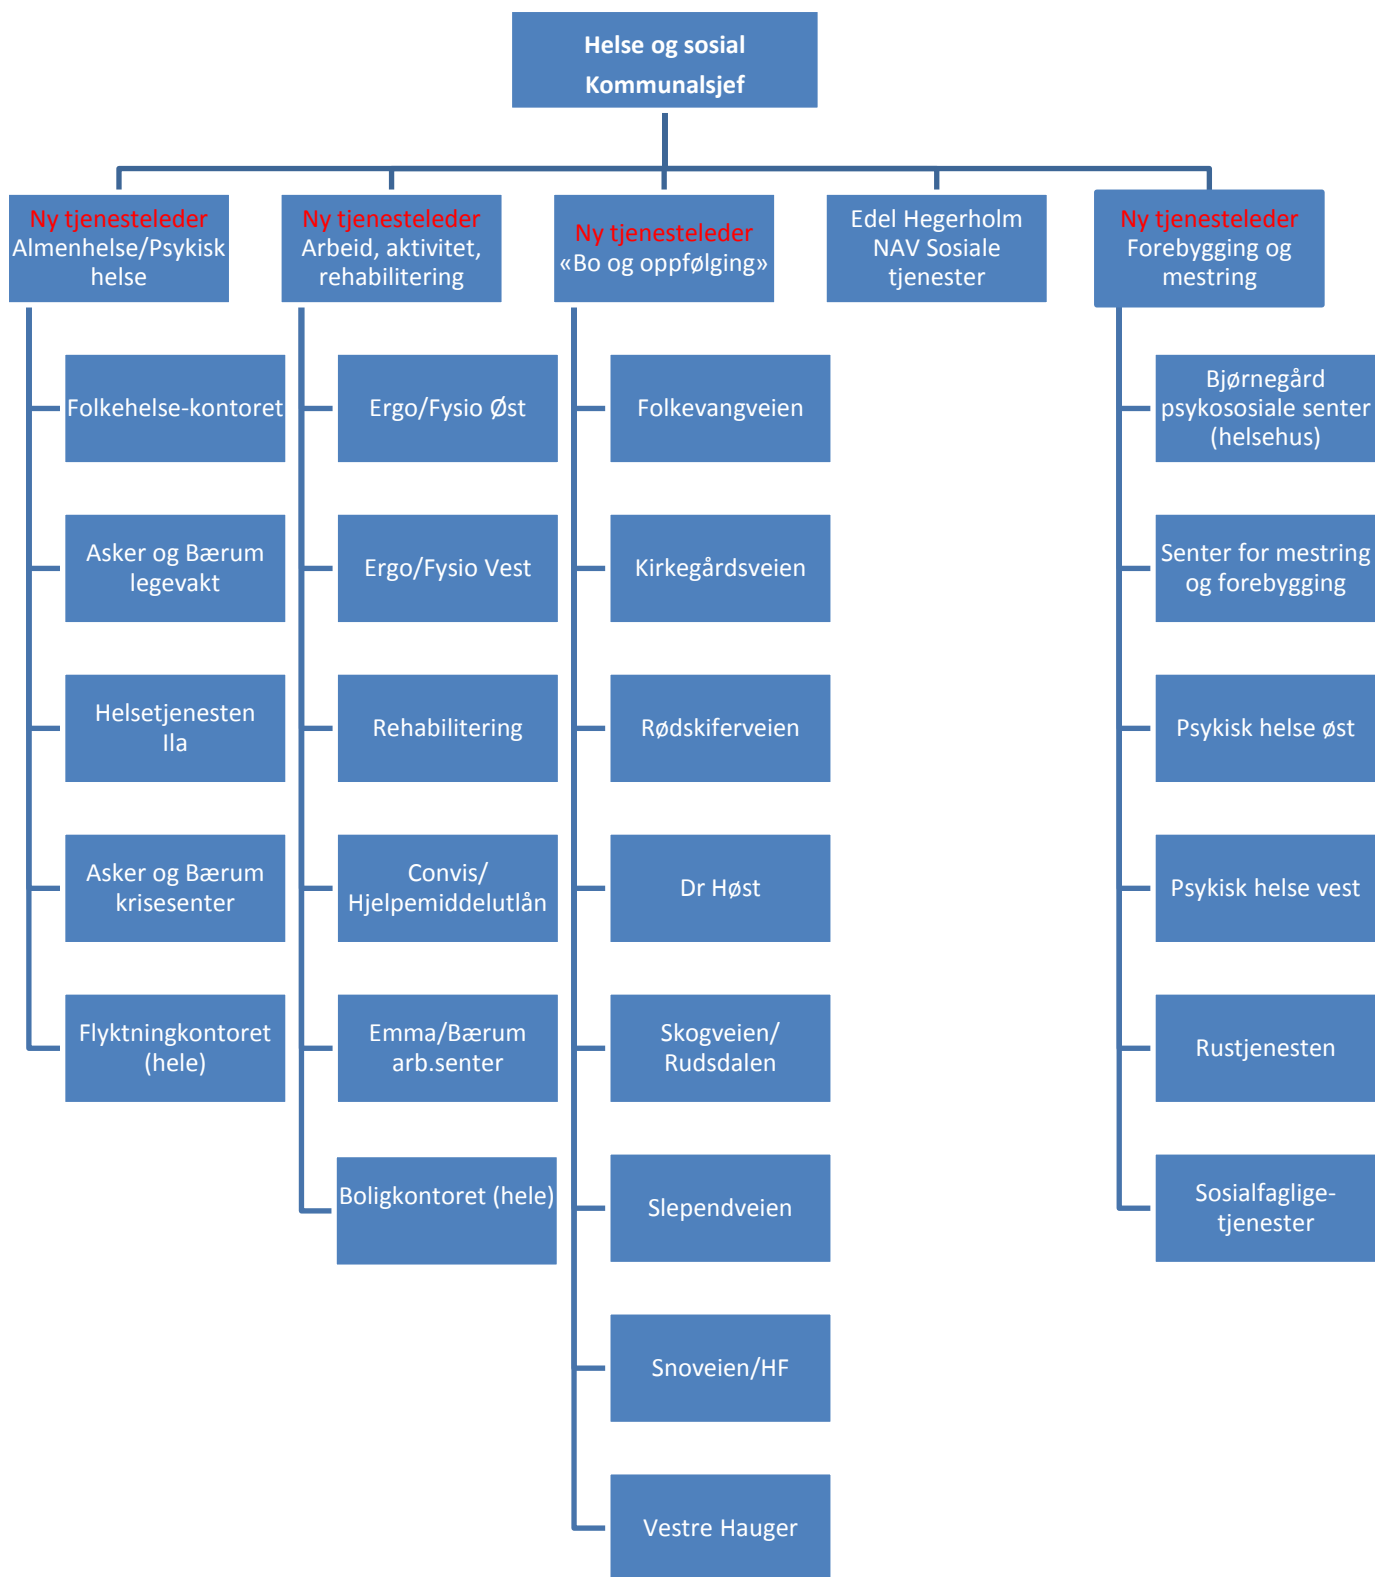 Helse og sosial
Kommunalsjef
Ny tjenesteleder
Almenhelse/Psykisk
helse
Ny tjenesteleder
Arbeid, aktivitet,
rehabilitering
Ny tjenesteleder
«Bo og oppfølging»
Edel Hegerholm
NAV Sosiale
tjenester
Ny tjenesteleder
Forebygging og
mestring
Folkehelse-kontoret
Asker og Bærum
legevakt
Helsetjenesten
Ila
Asker og Bærum
krisesenter
Flyktningkontoret
(hele)
Ergo/Fysio Øst
Ergo/Fysio Vest
Rehabilitering
Convis/
Hjelpemiddelutlån
Emma/Bærum
arb.senter
Boligkontoret (hele)
Folkevangveien
Kirkegårdsveien
Rødskiferveien
Dr Høst
Skogveien/
Rudsdalen
Slependveien
Snoveien/HF
Vestre Hauger
Bjørnegård
psykososiale senter
(helsehus)
Senter for mestring
og forebygging
Psykisk helse øst
Psykisk helse vest
Rustjenesten
Sosialfaglige-
tjenester